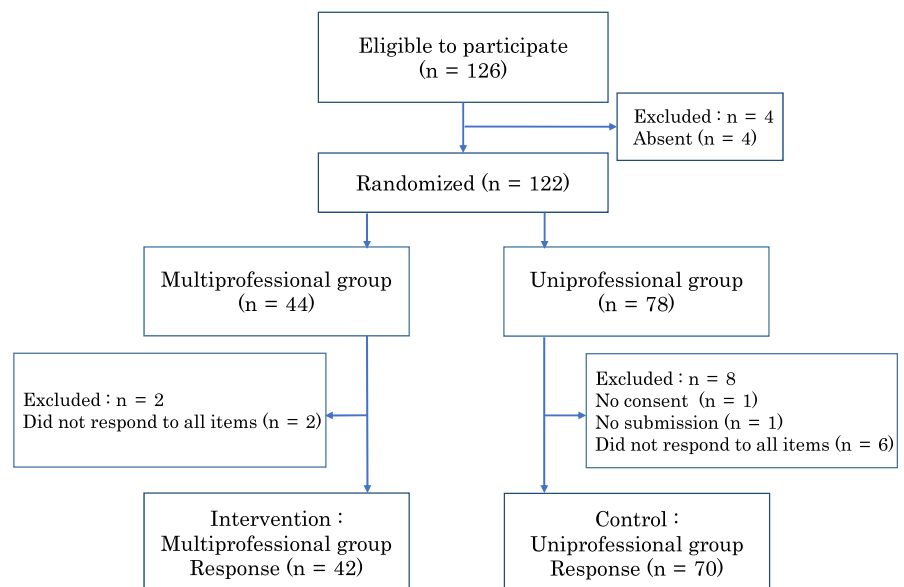 Eligible to participate
(n = 126)
Excluded : n = 4
Absent (n = 4)
Randomized (n = 122)
Multiprofessional group
(n = 44)
Uniprofessional group
(n = 78)
Excluded : n = 2
Did not respond to all items (n = 2)
Excluded : n = 8
No consent (n = 1)
No submission (n = 1)
Did not respond to all items (n = 6)
Intervention :
Multiprofessional group
Response (n = 42)
Control :
Uniprofessional group
Response (n = 70)